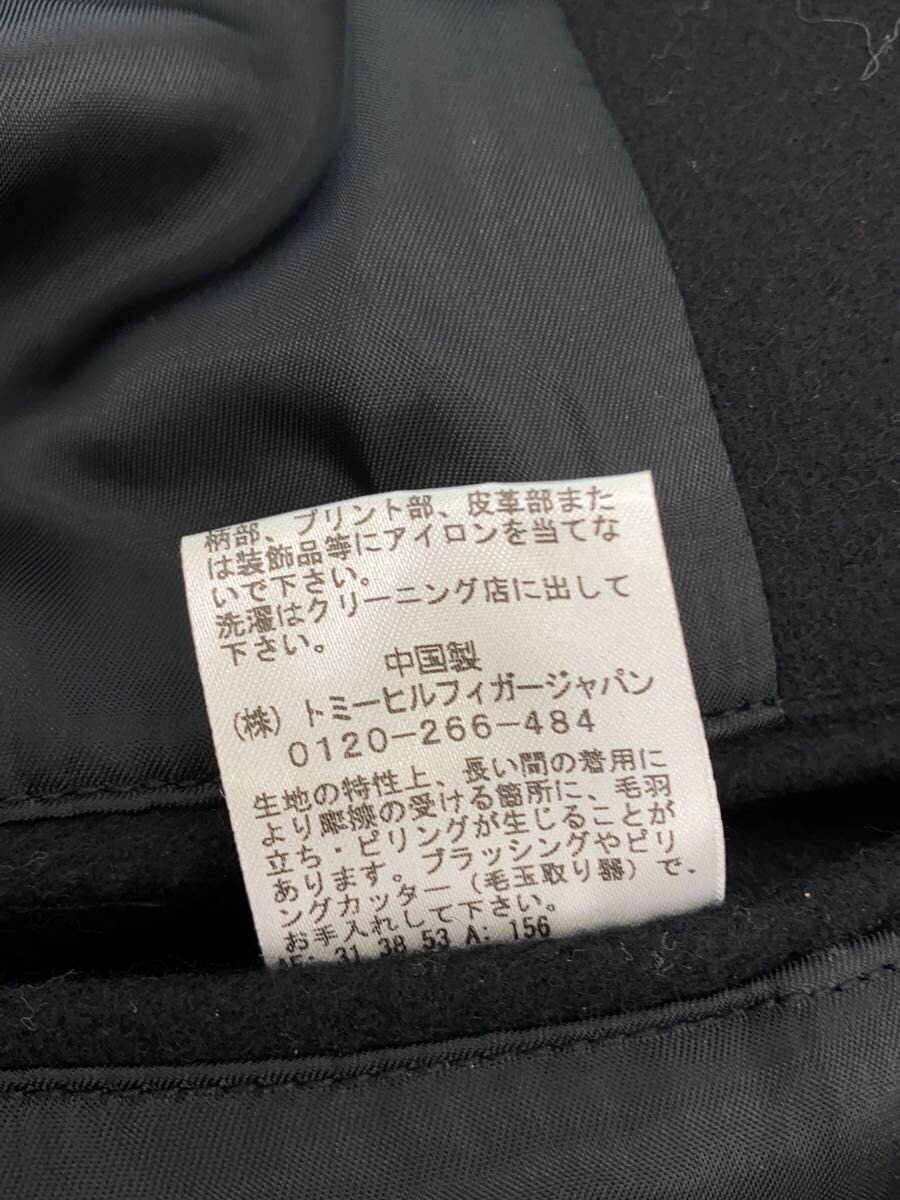 柄部、プリント部、皮革部また
は装飾品等にアイロンを当てな
いで下さい。
洗濯はクリーニング店に出して
下さい。
中国製
(株) トミーヒルフィガージャパン
0120-266-484
生地の特性上、長い間の着用に
より摩擦の受ける箇所に、毛羽
立ち・ピリングが生じることが
あります。ブラッシングやピリ
ングカッター(毛玉取り器)で、
お手入れして下さい。
31 38 53 A: 156